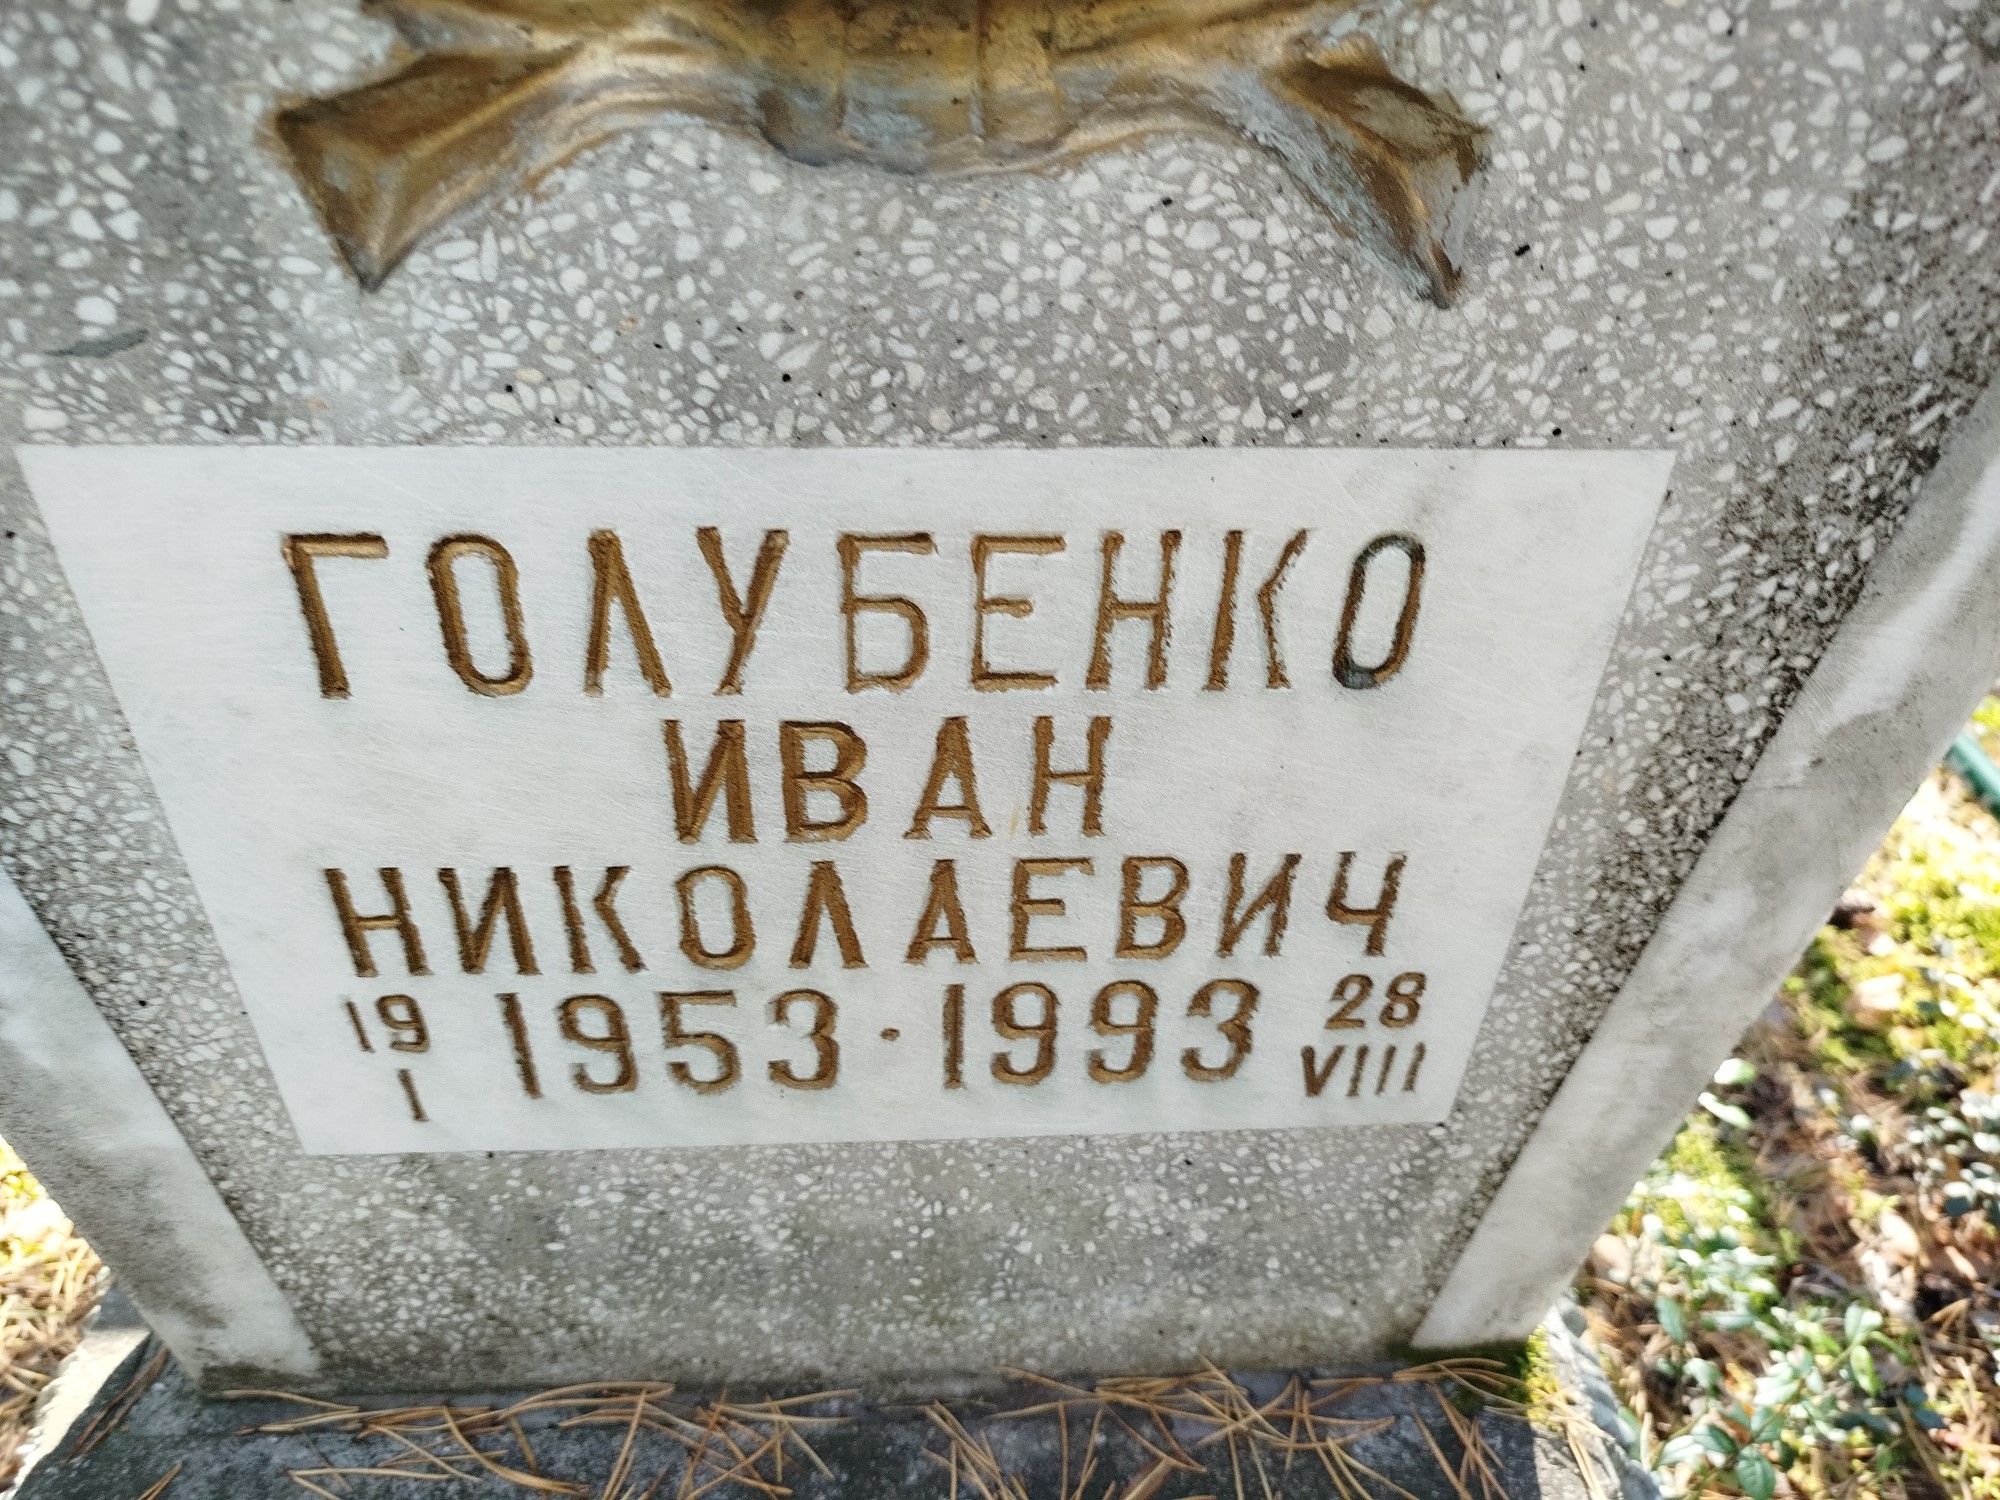 ГОЛУБЕНКО
ИВАН
НИКОЛАЕВИЧ
19 1953·1993 28
I VIII